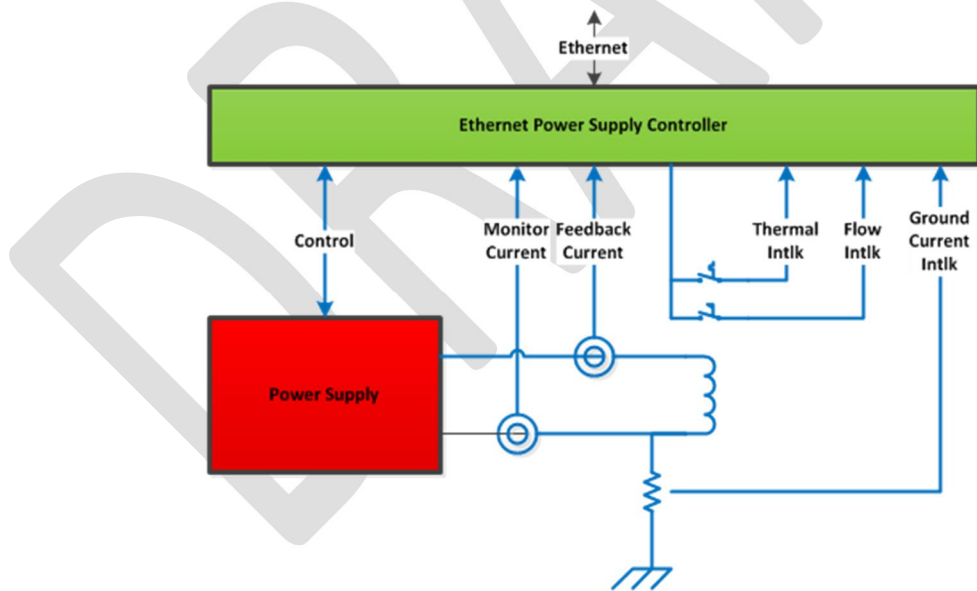 Ethernet
Ethernet Power Supply Controller
Control
Monitor
Current
Feedback
Current
Thermal
Intlk
Flow
Intlk
Ground
Current
Intlk
Power Supply